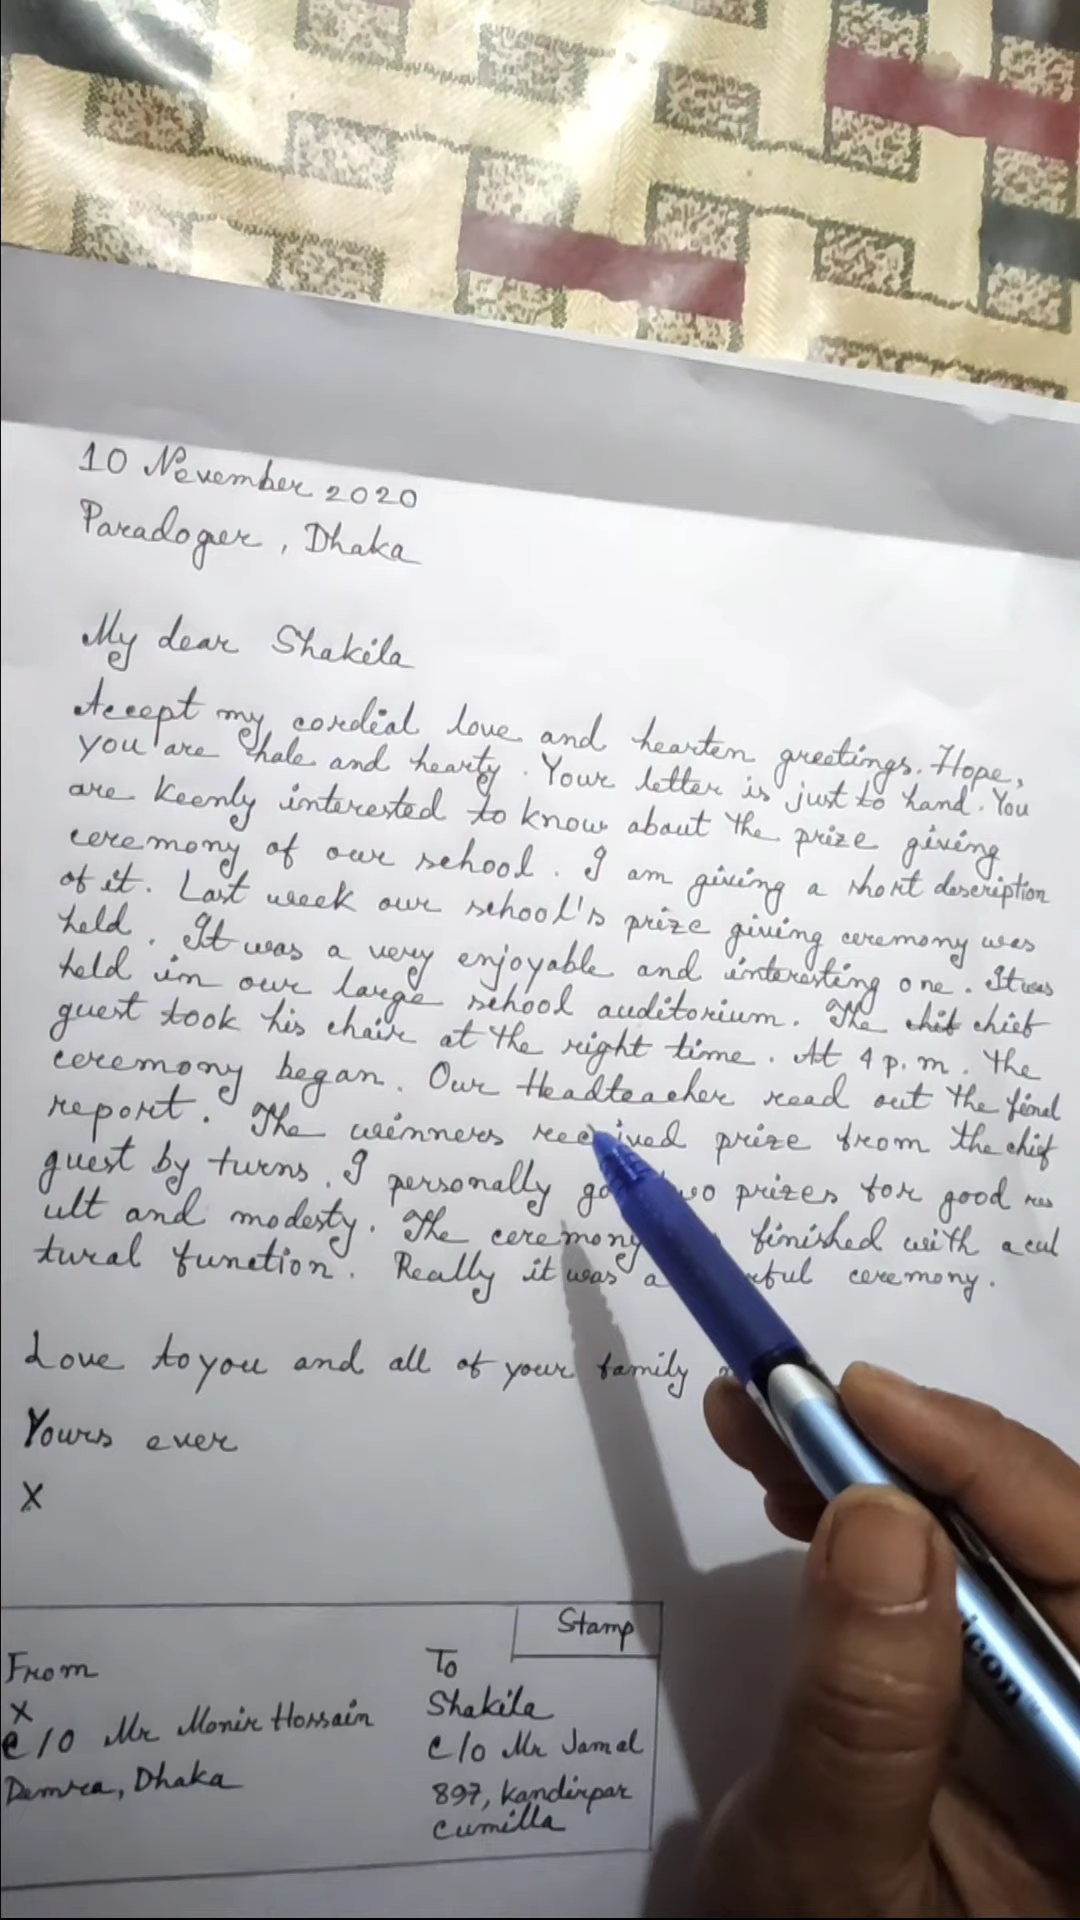 10 November 2020
Paradoger, Dhaka
My dear Shakila
Accept my cordial love and hearten greetings. Hope,
you are hale and hearty. Your letter is just to hand. You
are keenly interested to know about the prize giving
ceremony of our school. I am giving a short description
of it. Last week our school's prize giving ceremony was
held. It was a very enjoyable and interesting one. It was
held in our large school auditorium. The chif chief
guest took his chair at the right time. At 4 p.m. the
ceremony began. Our Headteacher read out the final
report. The winners received prize from the chief
guest by turns. I personally prizes for good res
ult and modesty. The ceremony finished with a cul
tural function. Really it was a ceremony.
Love to you and all of your family
Yours ever
X
Stamp
From
X
C/O Mr Monir Hossain
Demra, Dhaka
To
Shakila
C/o Mr Jamal
897, Kandirpar
Cumilla